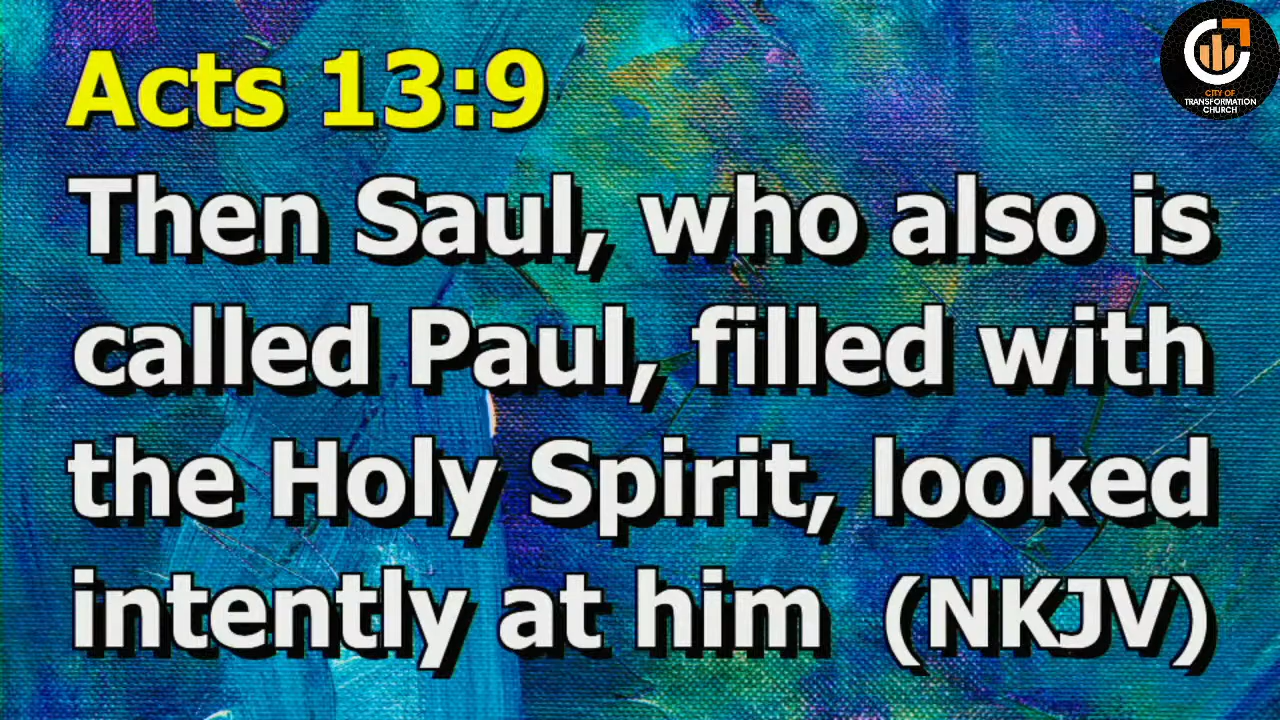 Acts 13:9
Then Saul, who also is
called Paul, filled with
the Holy Spirit, looked
intently at him (NKJV)
CITY OF
TRANSFORMATION
CHURCH